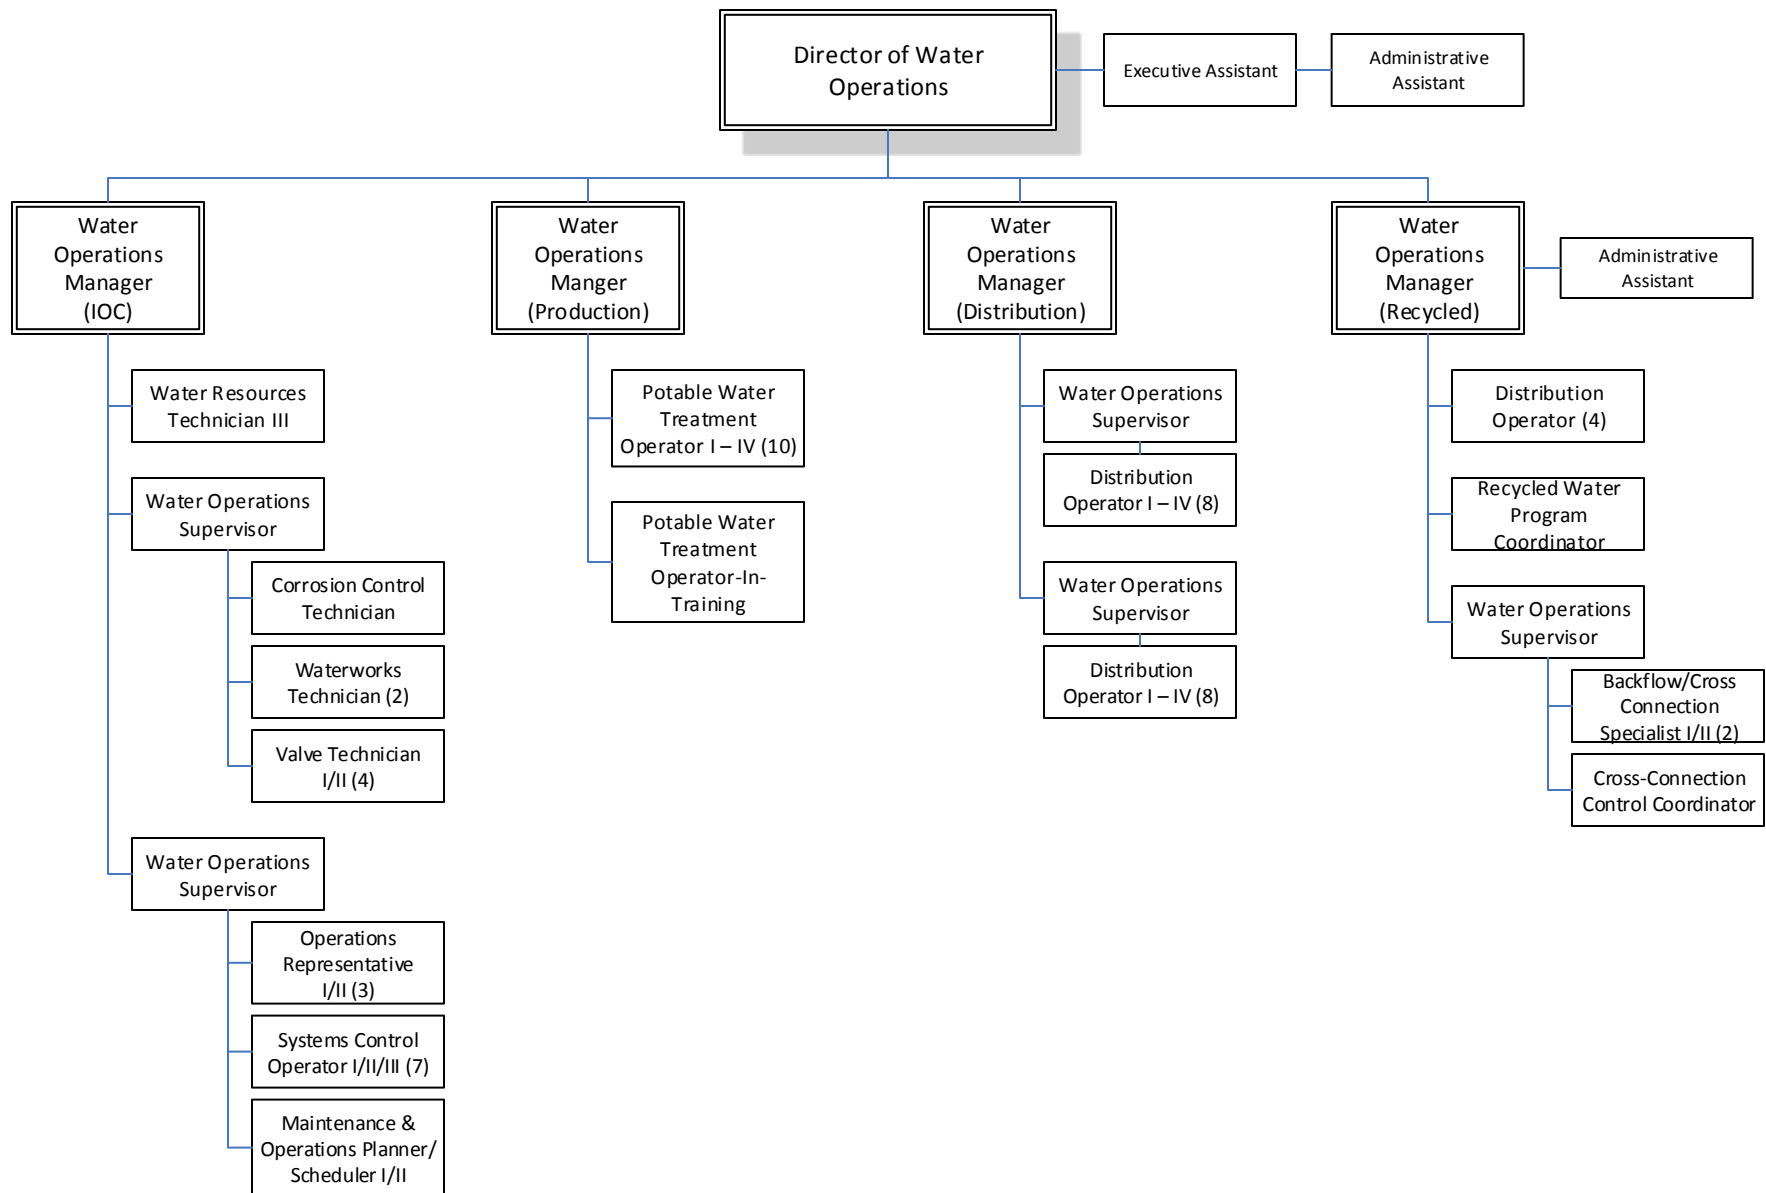 Director of Water
Operations
Executive Assistant
Administrative
Assistant
Water
Operations
Manager
(IOC)
Water
Operations
Manger
(Production)
Water
Operations
Manager
(Distribution)
Water
Operations
Manager
(Recycled)
Administrative
Assistant
Water Resources
Technician III
Water Operations
Supervisor
Corrosion Control
Technician
Waterworks
Technician (2)
Valve Technician
I/II (4)
Water Operations
Supervisor
Operations
Representative
I/II (3)
Systems Control
Operator I/II/III (7)
Maintenance &
Operations Planner/
Scheduler I/II
Potable Water
Treatment
Operator I – IV (10)
Potable Water
Treatment
Operator-In-
Training
Water Operations
Supervisor
Distribution
Operator I – IV (8)
Water Operations
Supervisor
Distribution
Operator I – IV (8)
Distribution
Operator (4)
Recycled Water
Program
Coordinator
Water Operations
Supervisor
Backflow/Cross
Connection
Specialist I/II (2)
Cross-Connection
Control Coordinator